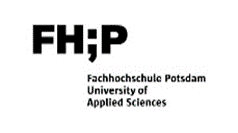 FH;P
Fachhochschule Potsdam
University of
Applied Sciences